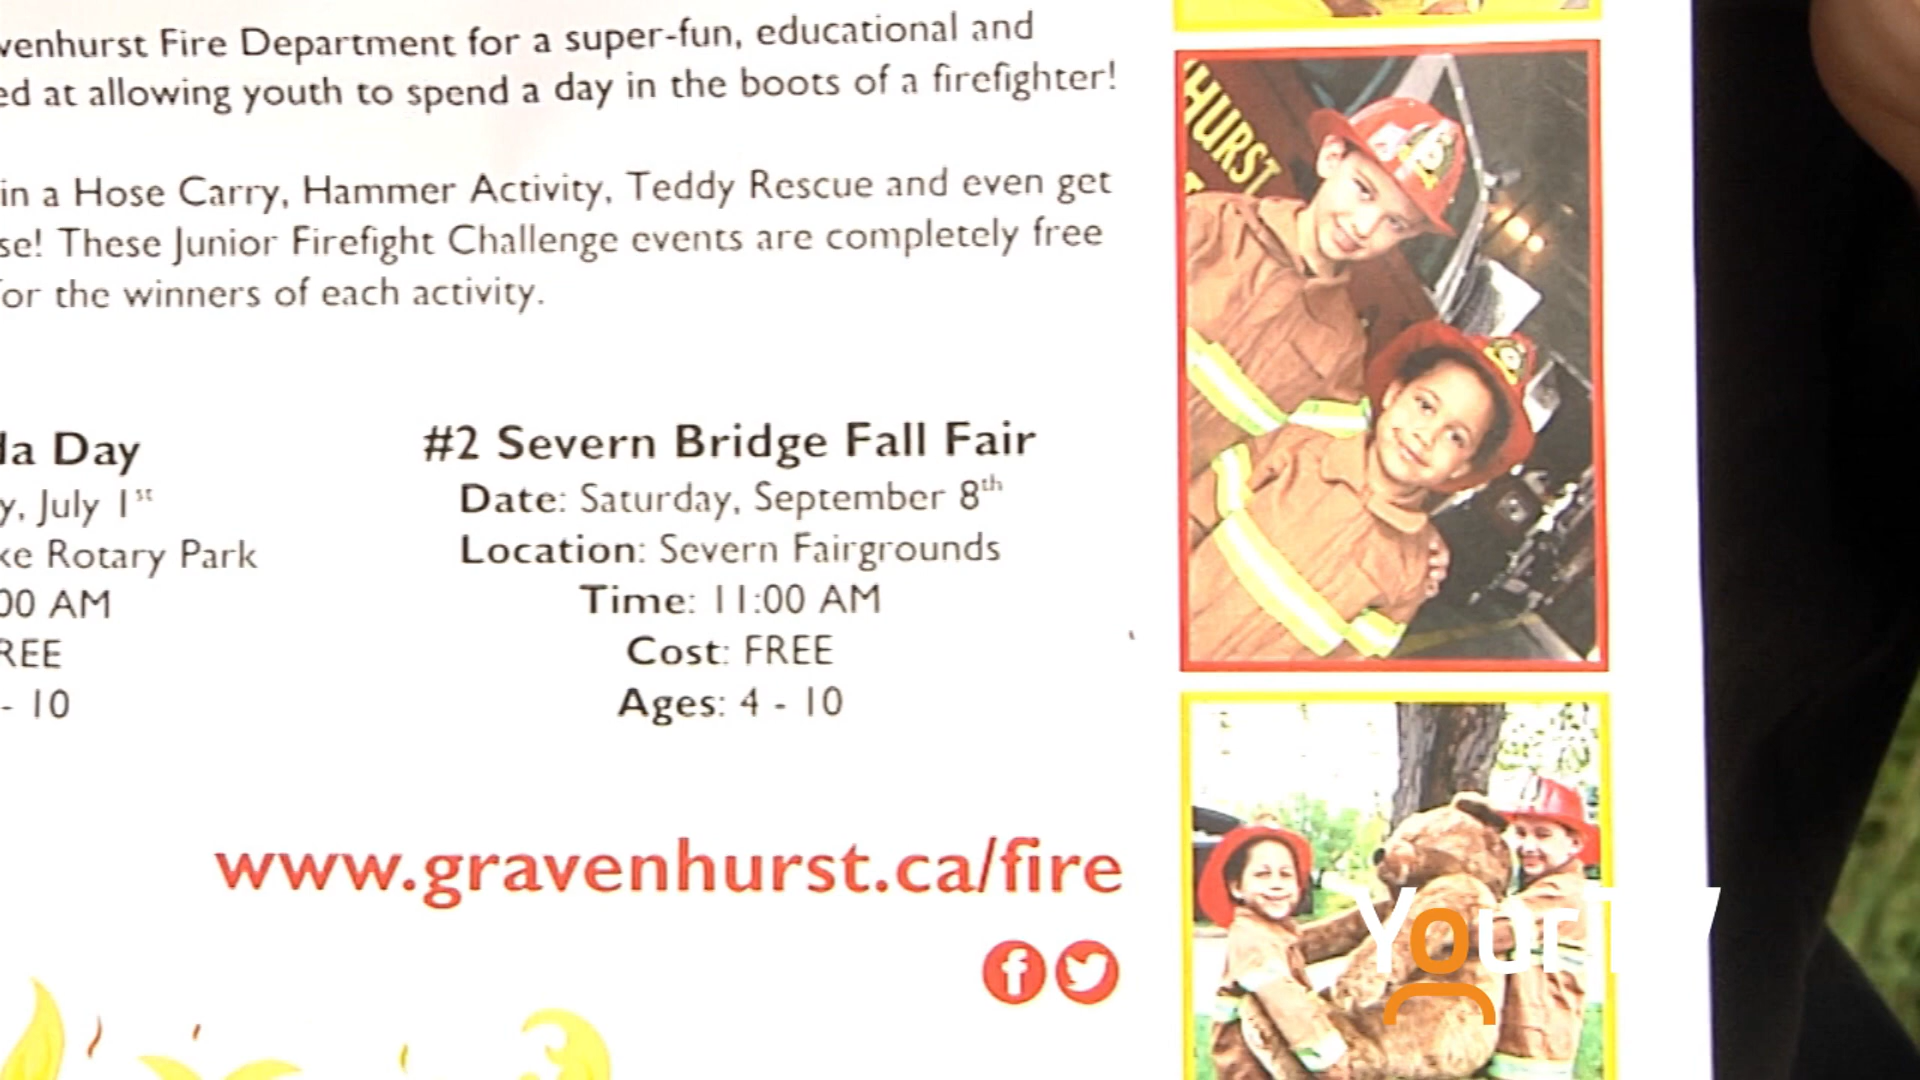 venhurst Fire Department for a super-fun, educational and
ed at allowing youth to spend a day in the boots of a firefighter!
in a Hose Carry, Hammer Activity, Teddy Rescue and even get
se! These Junior Firefight Challenge events are completely free
or the winners of each activity.
HURST
da Day
y, July 1st
ke Rotary Park
00 AM
REE
- 10
#2 Severn Bridge Fall Fair
Date: Saturday, September 8th
Location: Severn Fairgrounds
Time: 11:00 AM
Cost: FREE
Ages: 4 - 10
www.gravenhurst.ca/fire
YourTV